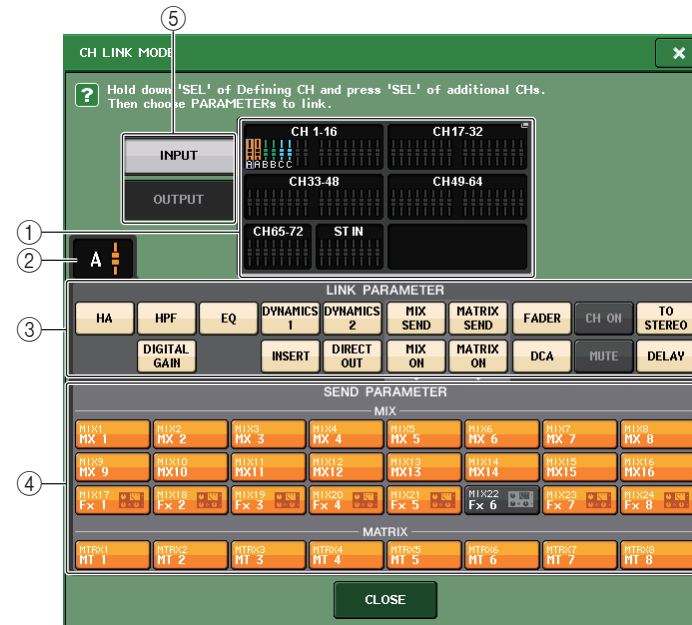 ⑤
CH LINK MODE
×
? Hold down 'SEL' of Defining CH and press 'SEL' of additional CHs.
Then choose PARAMETERs to link.
INPUT
OUTPUT
CH 1-16
CH17-32
AABBCC
CH33-48
CH49-64
CH65-72
ST IN
①
②
A
LINK PARAMETER
③
HA
HPF
EQ
DYNAMICS
1
DYNAMICS
2
MIX
SEND
MATRIX
SEND
FADER
CH ON
TO
STEREO
DIGITAL
GAIN
INSERT
DIRECT
OUT
MIX
ON
MATRIX
ON
DCA
MUTE
DELAY
SEND PARAMETER
MIX
④
MIX1
MX 1
MIX2
MX 2
MIX3
MX 3
MIX4
MX 4
MIX5
MX 5
MIX6
MX 6
MIX7
MX 7
MIX8
MX 8
MIX9
MX 9
MIX10
MX10
MIX11
MX11
MIX12
MX12
MIX13
MX13
MIX14
MX14
MIX15
MX15
MIX16
MX16
MIX17
Fx 1
MIX18
Fx 2
MIX19
Fx 3
MIX20
Fx 4
MIX21
Fx 5
MIX22
Fx 6
MIX23
Fx 7
MIX24
Fx 8
MATRIX
MTRX1
MT 1
MTRX2
MT 2
MTRX3
MT 3
MTRX4
MT 4
MTRX5
MT 5
MTRX6
MT 6
MTRX7
MT 7
MTRX8
MT 8
CLOSE